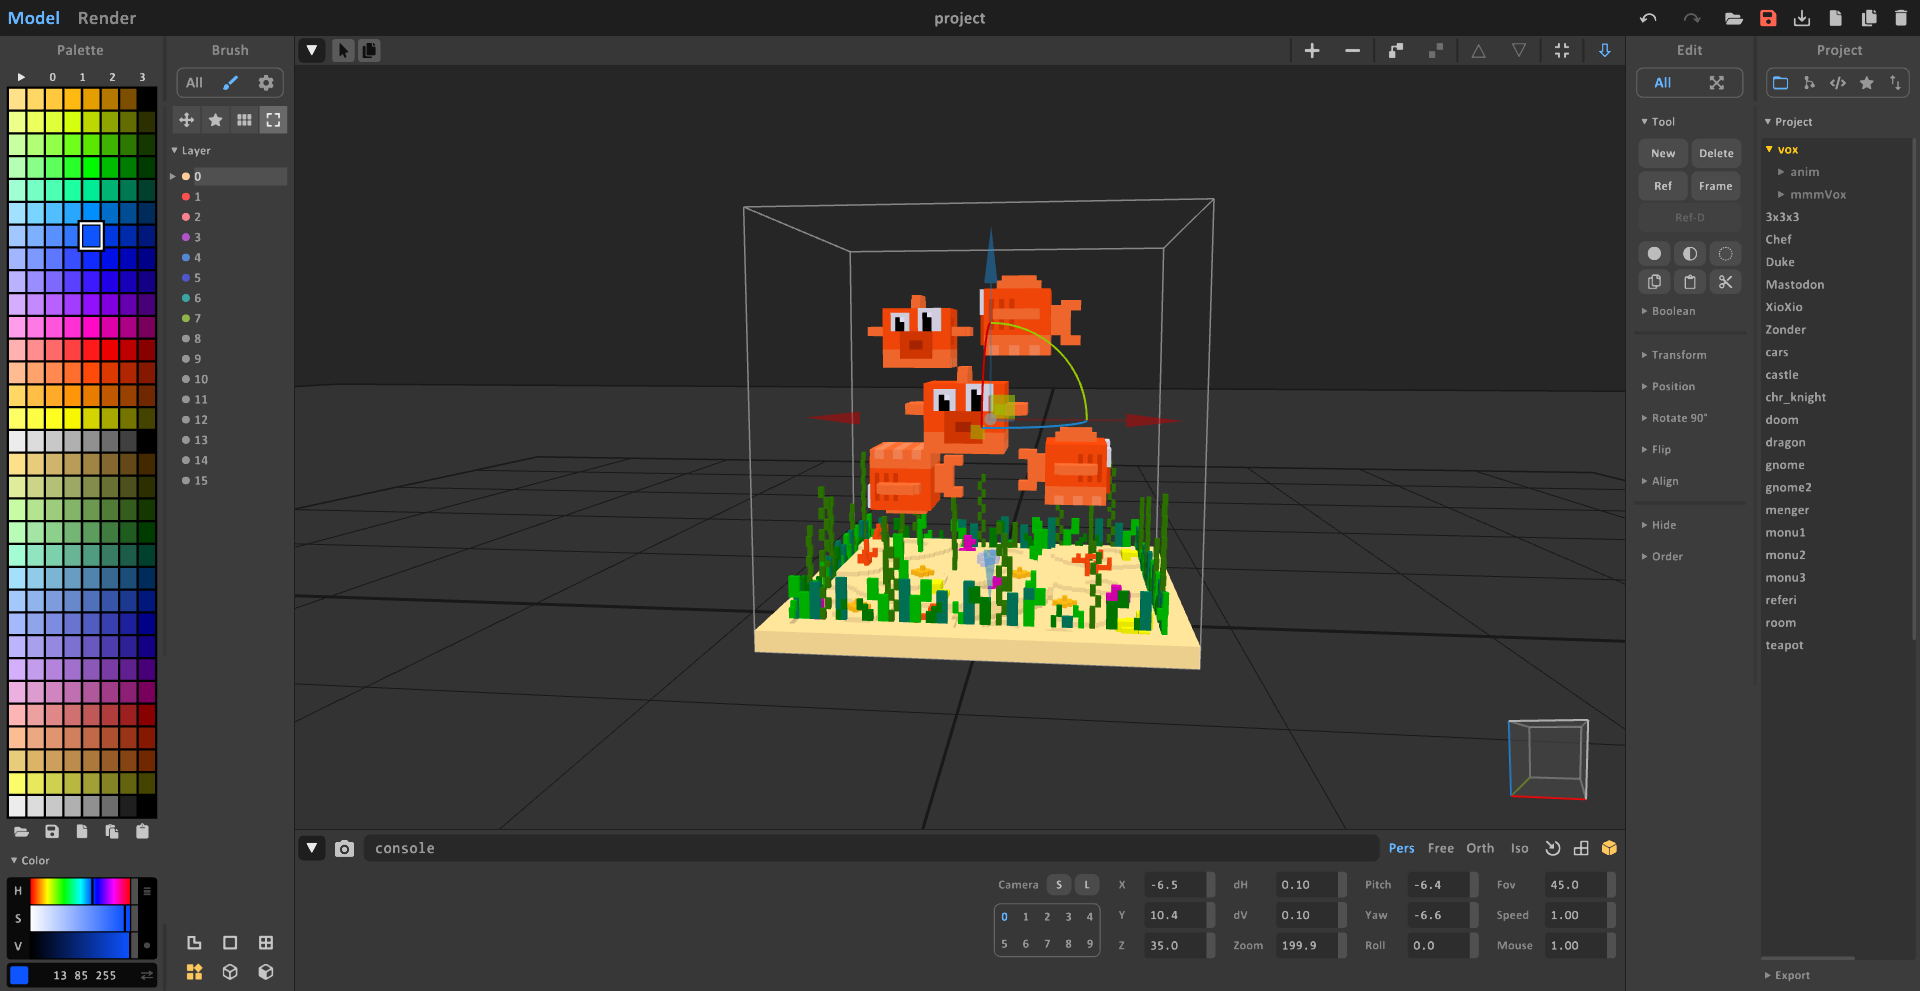 Model Render
project
Palette
0 1 2 3
Color
H
S
V
13 85 255
Brush
All
Layer
0
1
2
3
4
5
6
7
8
9
10
11
12
13
14
15
console
Pers Free Orth Iso
Camera S L X -6.5 dH 0.10 Pitch -6.4 Fov 45.0
0 1 2 3 4 Y 10.4 dV 0.10 Yaw -6.6 Speed 1.00
5 6 7 8 9 Z 35.0 Zoom 199.9 Roll 0.0 Mouse 1.00
Edit
All
Tool
New Delete
Ref Frame
Ref-D
Boolean
Transform
Position
Rotate 90°
Flip
Align
Hide
Order
Project
Project
vox
anim
mmmVox
3x3x3
Chef
Duke
Mastodon
XioXio
Zonder
cars
castle
chr_knight
doom
dragon
gnome
gnome2
menger
monu1
monu2
monu3
referi
room
teapot
Export